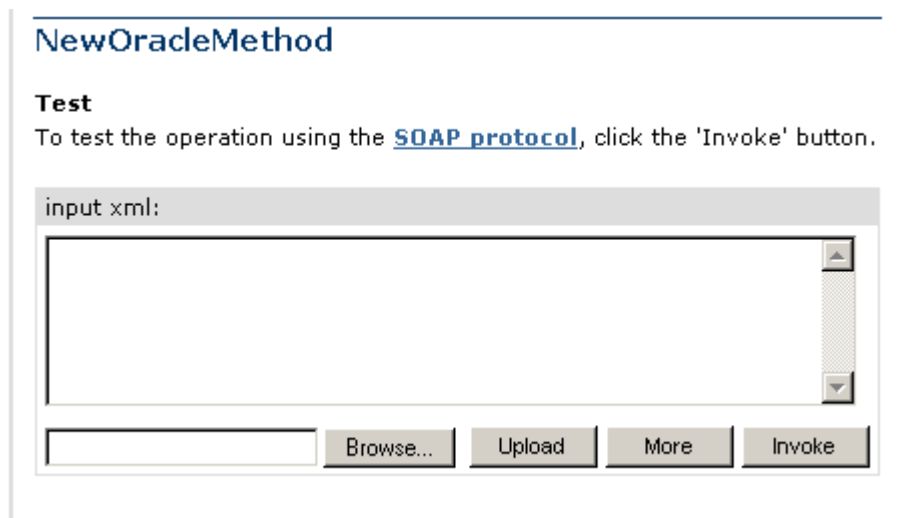 NewOracleMethod
Test
To test the operation using the SOAP protocol, click the 'Invoke' button.
input xml:
Browse... Upload More Invoke